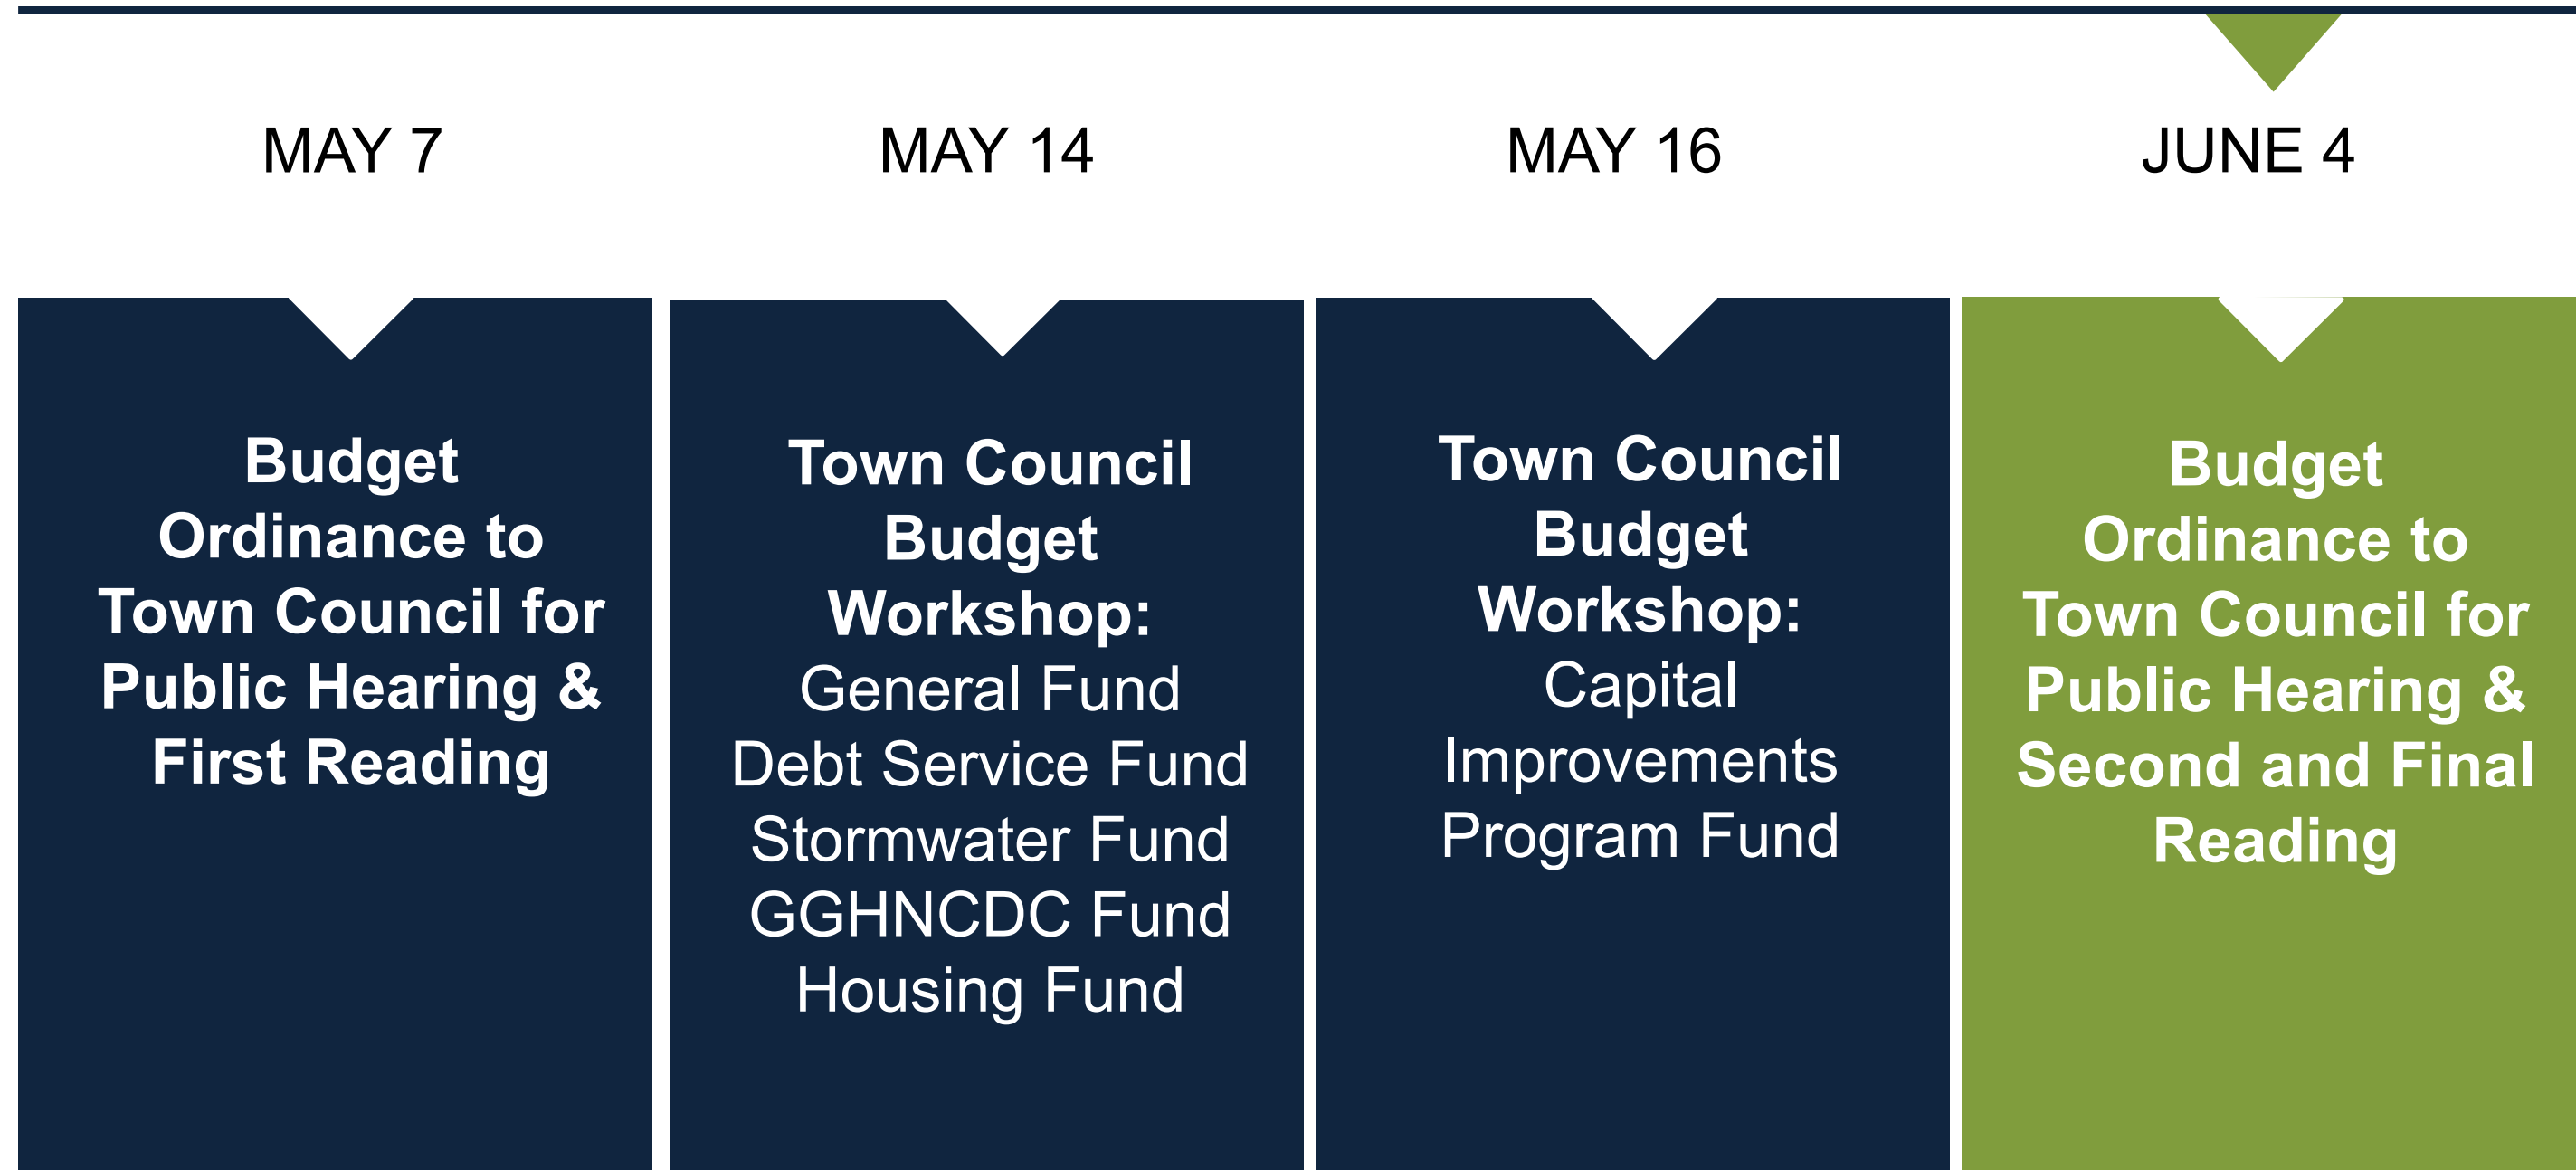 MAY 7
Budget
Ordinance to
Town Council for
Public Hearing &
First Reading
MAY 14
Town Council
Budget
Workshop:
General Fund
Debt Service Fund
Stormwater Fund
GGHNCDC Fund
Housing Fund
MAY 16
Town Council
Budget
Workshop:
Capital
Improvements
Program Fund
JUNE 4
Budget
Ordinance to
Town Council for
Public Hearing &
Second and Final
Reading